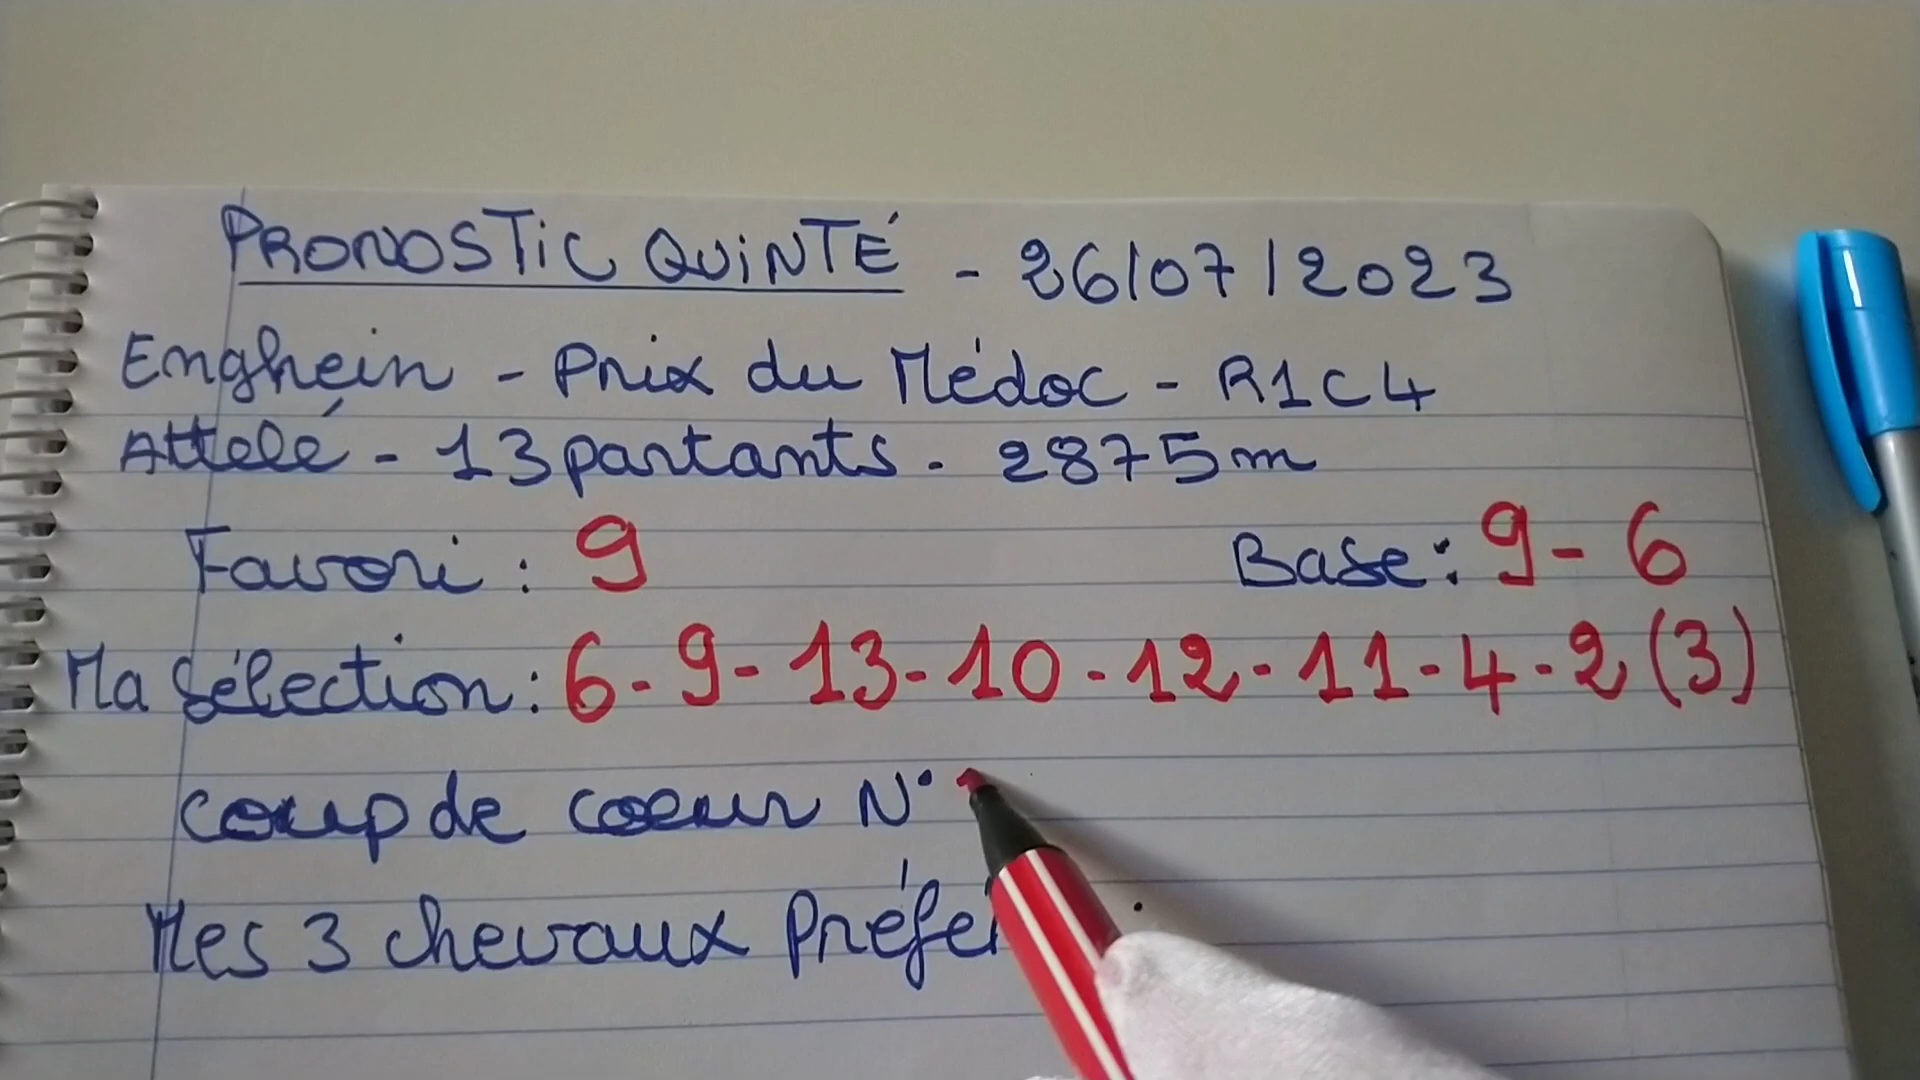 PRONOSTIC QUINTÉ - 26/07/2023
Enghein - Prix du Médoc - R1C4
Attelé - 13 partants - 2875m
Favori : 9 Base : 9 - 6
Ma sélection : 6 - 9 - 13 - 10 - 12 - 11 - 4 - 2 (3)
coup de coeur N°
Mes 3 chevaux Préfé